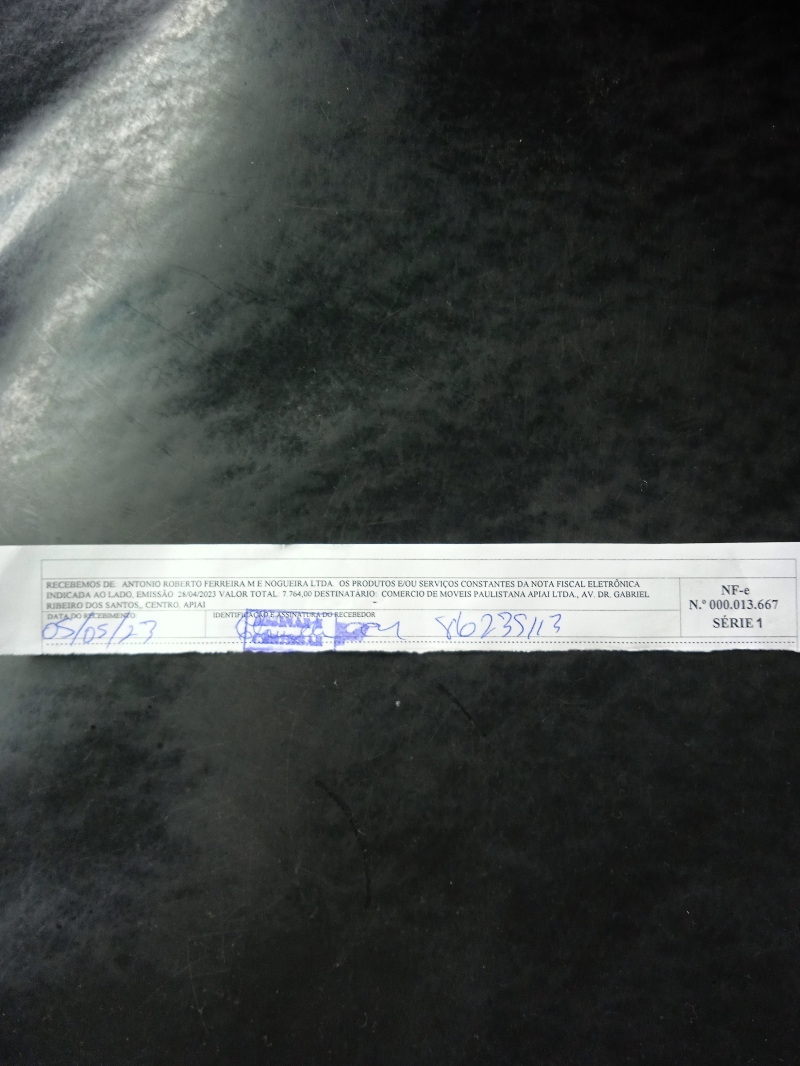 RECEBEMOS DE ANTONIO ROBERTO FERREIRA M E NOGUEIRA LTDA OS PRODUTOS E/OU SERVIÇOS CONSTANTES DA NOTA FISCAL ELETRÔNICA
INDICADA AO LADO, EMISSÃO 28/04/2023 VALOR TOTAL: 7.764,00 DESTINATÁRIO: COMERCIO DE MOVEIS PAULISTANA APIAI LTDA., AV. DR. GABRIEL
RIBEIRO DOS SANTOS,, CENTRO, APIAI
DATA DO RECEBIMENTO
IDENTIFICAÇÃO E ASSINATURA DO RECEBEDOR
05/05/23
NF-e
N.º 000.013.667
SÉRIE 1